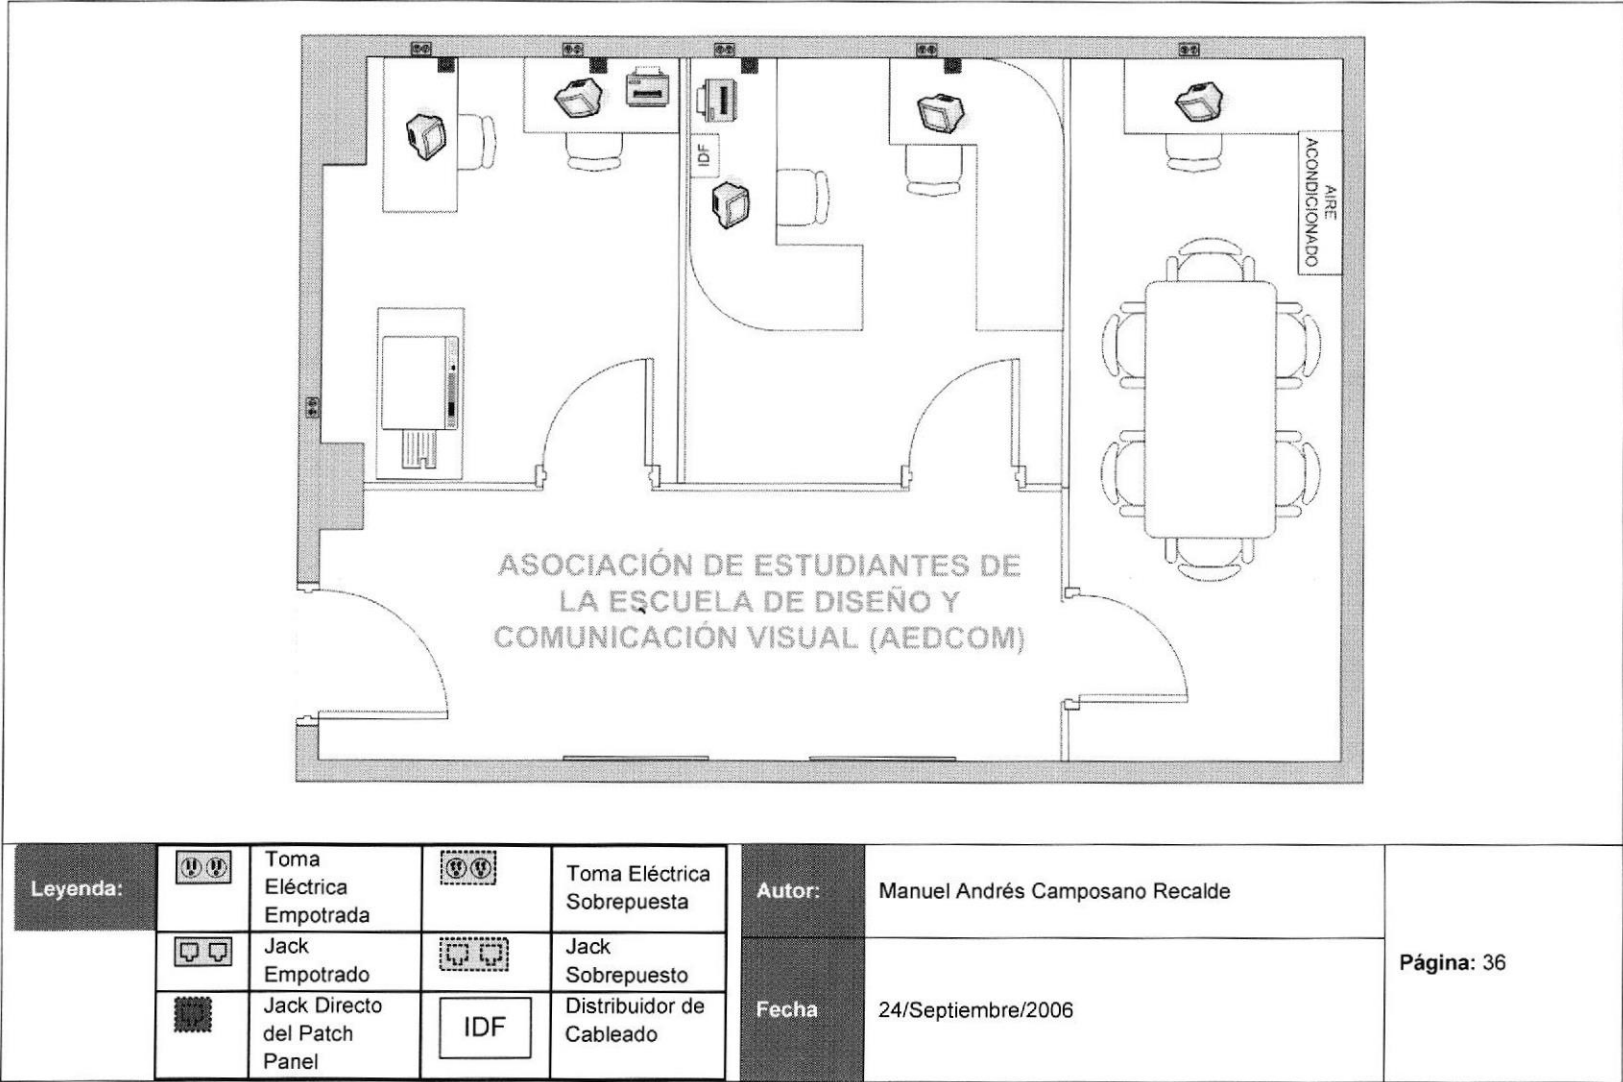 IDF
AIRE
ACONDICIONADO
ASOCIACIÓN DE ESTUDIANTES DE
LA ESCUELA DE DISEÑO Y
COMUNICACIÓN VISUAL (AEDCOM)
Leyenda:
Toma
Eléctrica
Empotrada
Toma Eléctrica
Sobrepuesta
Jack
Empotrado
Jack
Sobrepuesto
Jack Directo
del Patch
Panel
IDF
Distribuidor de
Cableado
Autor:
Manuel Andrés Camposano Recalde
Fecha
24/Septiembre/2006
Página: 36